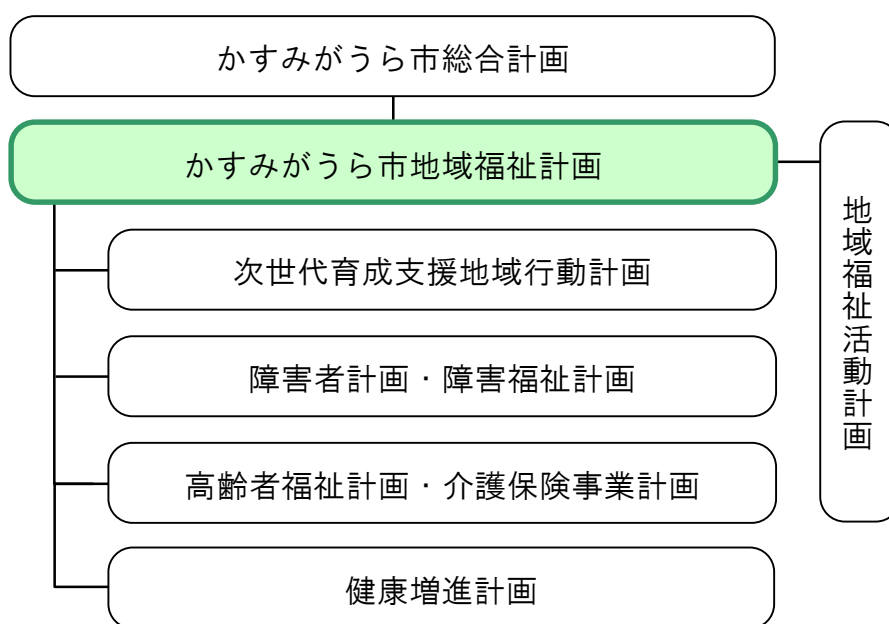 かすみがうら市総合計画
かすみがうら市地域福祉計画
次世代育成支援地域行動計画
障害者計画・障害福祉計画
高齢者福祉計画・介護保険事業計画
健康増進計画
地域福祉活動計画